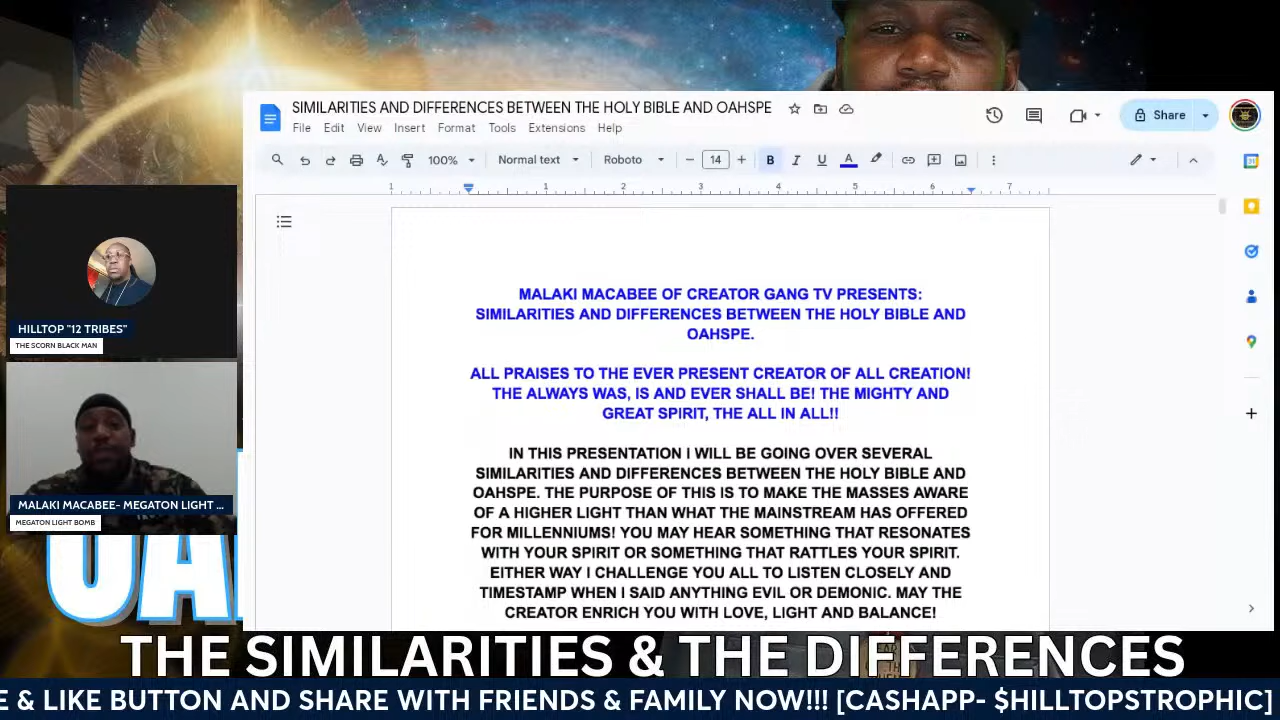 SIMILARITIES AND DIFFERENCES BETWEEN THE HOLY BIBLE AND OAHSPE
File Edit View Insert Format Tools Extensions Help
Share
100% Normal text Roboto 14
1 1 2 3 4 5 6 7
MALAKI MACABEE OF CREATOR GANG TV PRESENTS:
SIMILARITIES AND DIFFERENCES BETWEEN THE HOLY BIBLE AND
OAHSPE.
ALL PRAISES TO THE EVER PRESENT CREATOR OF ALL CREATION!
THE ALWAYS WAS, IS AND EVER SHALL BE! THE MIGHTY AND
GREAT SPIRIT, THE ALL IN ALL!!
IN THIS PRESENTATION I WILL BE GOING OVER SEVERAL
SIMILARITIES AND DIFFERENCES BETWEEN THE HOLY BIBLE AND
OAHSPE. THE PURPOSE OF THIS IS TO MAKE THE MASSES AWARE
OF A HIGHER LIGHT THAN WHAT THE MAINSTREAM HAS OFFERED
FOR MILLENNIUMS! YOU MAY HEAR SOMETHING THAT RESONATES
WITH YOUR SPIRIT OR SOMETHING THAT RATTLES YOUR SPIRIT.
EITHER WAY I CHALLENGE YOU ALL TO LISTEN CLOSELY AND
TIMESTAMP WHEN I SAID ANYTHING EVIL OR DEMONIC. MAY THE
CREATOR ENRICH YOU WITH LOVE, LIGHT AND BALANCE!
HILLTOP "12 TRIBES"
THE SCORN BLACK MAN
MALAKI MACABEE- MEGATON LIGHT ...
MEGATON LIGHT BOMB
OA
THE SIMILARITIES & THE DIFFERENCES
E & LIKE BUTTON AND SHARE WITH FRIENDS & FAMILY NOW!!! [CASHAPP- $HILLTOPSTROPHIC]